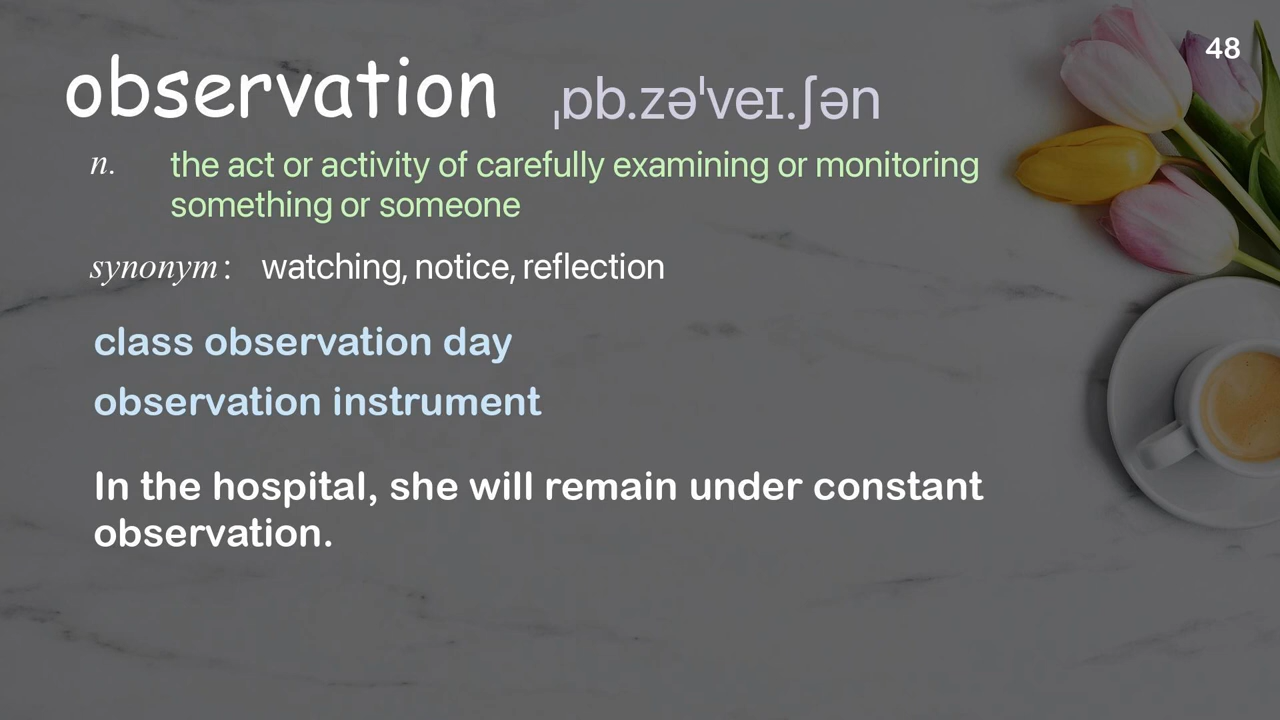 48
observation ˌɒb.zəˈveɪ.ʃən
n. the act or activity of carefully examining or monitoring
something or someone
synonym: watching, notice, reflection
class observation day
observation instrument
In the hospital, she will remain under constant
observation.